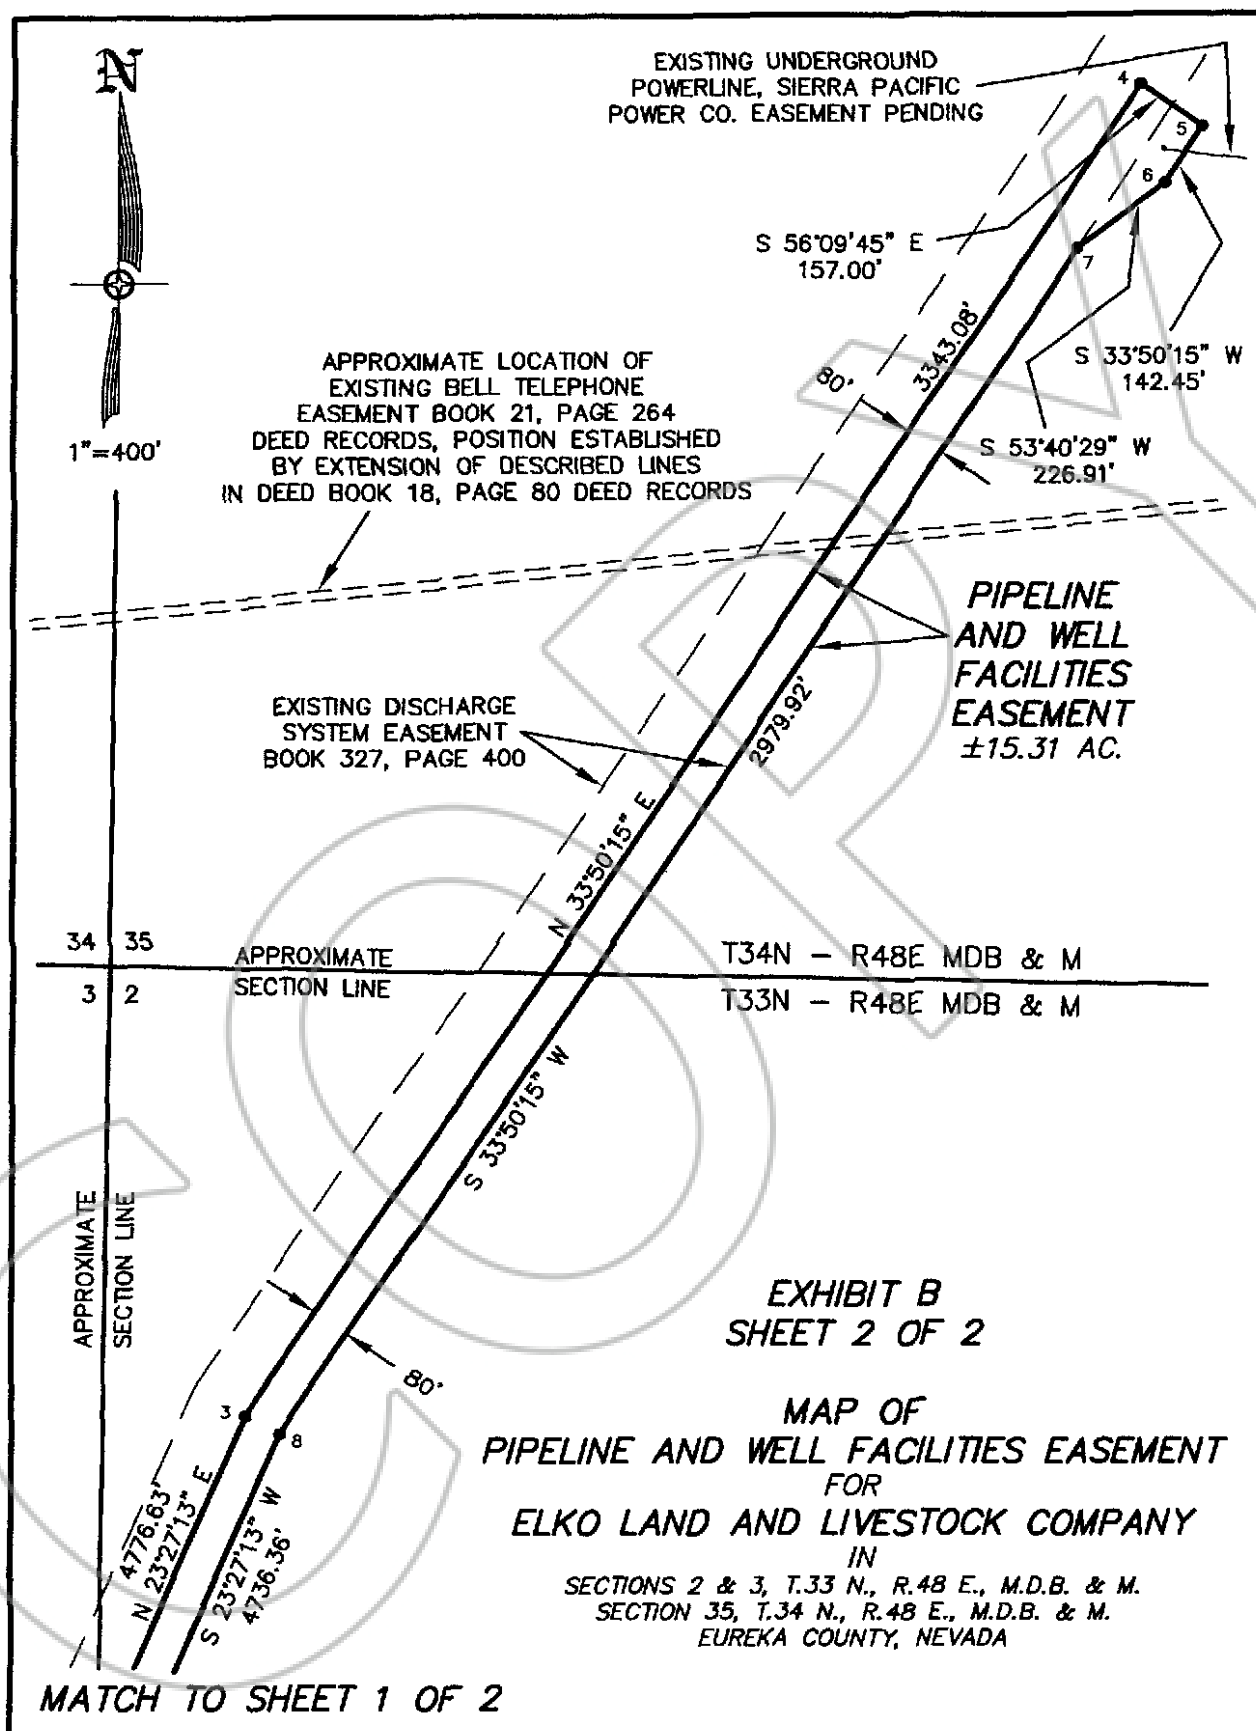 N
EXISTING UNDERGROUND
POWERLINE, SIERRA PACIFIC
POWER CO. EASEMENT PENDING
4
5
6
7
S 56°09'45" E
157.00'
S 33°50'15" W
142.45'
S 53°40'29" W
226.91'
3343.08'
80'
APPROXIMATE LOCATION OF
EXISTING BELL TELEPHONE
EASEMENT BOOK 21, PAGE 264
DEED RECORDS, POSITION ESTABLISHED
BY EXTENSION OF DESCRIBED LINES
IN DEED BOOK 18, PAGE 80 DEED RECORDS
1"=400'
PIPELINE
AND WELL
FACILITIES
EASEMENT
±15.31 AC.
EXISTING DISCHARGE
SYSTEM EASEMENT
BOOK 327, PAGE 400
2979.92'
N 33°50'15" E
34 35
3 2
APPROXIMATE
SECTION LINE
T34N - R48E MDB & M
T33N - R48E MDB & M
S 33°50'15" W
APPROXIMATE
SECTION LINE
80'
3
8
4776.63'
N 23°27'13" E
S 23°27'13" W
4736.36'
EXHIBIT B
SHEET 2 OF 2
MAP OF
PIPELINE AND WELL FACILITIES EASEMENT
FOR
ELKO LAND AND LIVESTOCK COMPANY
IN
SECTIONS 2 & 3, T.33 N., R.48 E., M.D.B. & M.
SECTION 35, T.34 N., R.48 E., M.D.B. & M.
EUREKA COUNTY, NEVADA
MATCH TO SHEET 1 OF 2
COPY